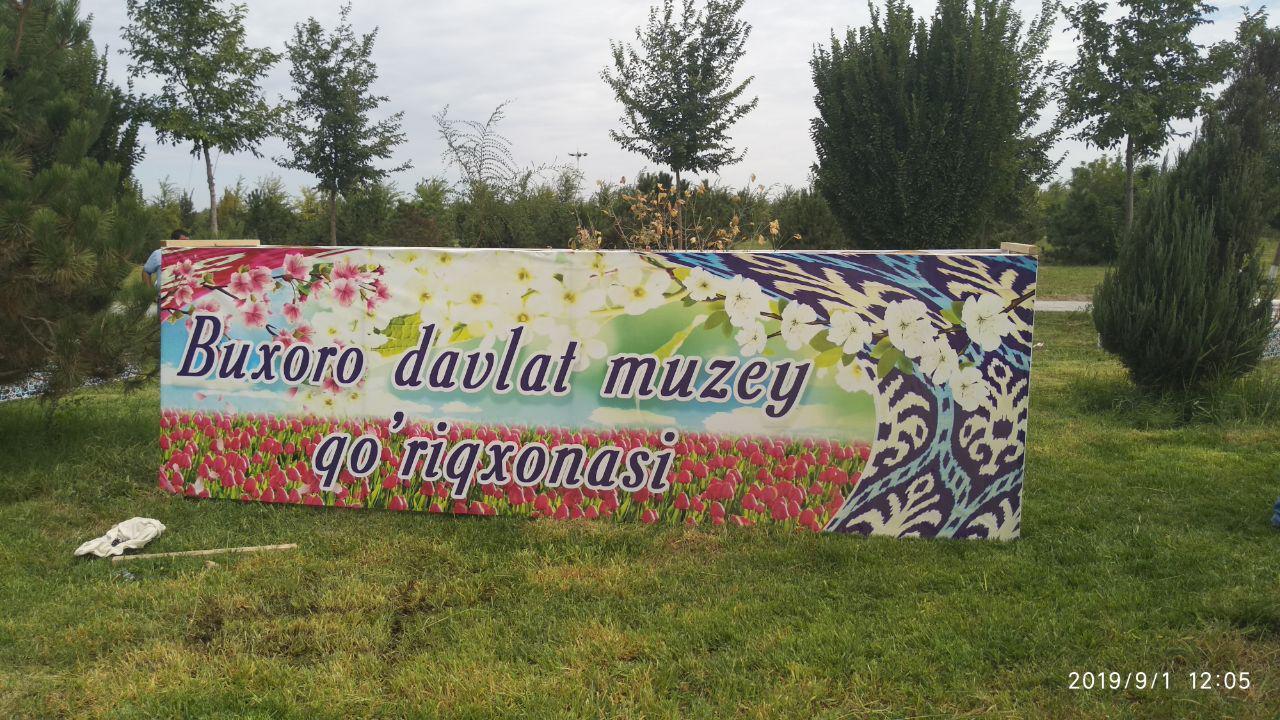 Buxoro davlat muzey
qo'riqxonasi
2019/9/1 12:05